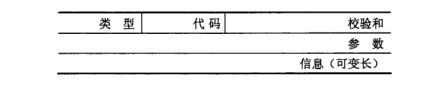 类 型 代码 校验和
参 数
信息（可变长）